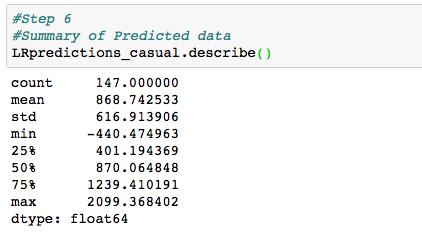 #Step 6
#Summary of Predicted data
LRpredictions_casual.describe()
count 147.000000
mean 868.742533
std 616.913906
min -440.474963
25% 401.194369
50% 870.064848
75% 1239.410191
max 2099.368402
dtype: float64